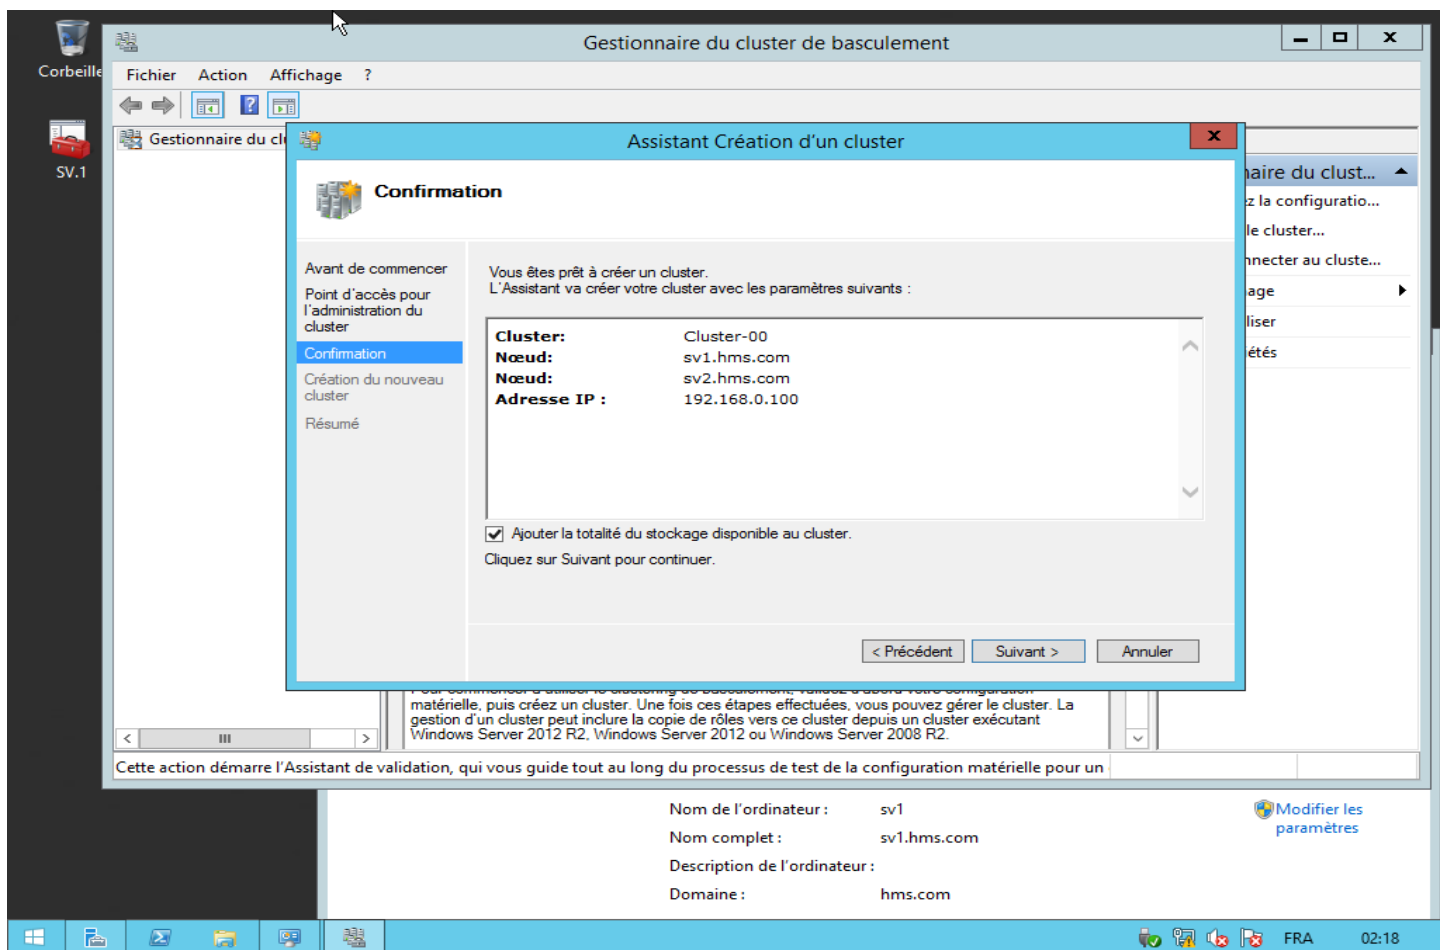 Corbeille
SV.1
Gestionnaire du cluster de basculement
Fichier Action Affichage ?
Gestionnaire du cl
Assistant Création d'un cluster
Confirmation
Avant de commencer
Point d'accès pour
l'administration du
cluster
Confirmation
Création du nouveau
cluster
Résumé
Vous êtes prêt à créer un cluster.
L'Assistant va créer votre cluster avec les paramètres suivants :
Cluster: Cluster-00
Nœud: sv1.hms.com
Nœud: sv2.hms.com
Adresse IP : 192.168.0.100
Ajouter la totalité du stockage disponible au cluster.
Cliquez sur Suivant pour continuer.
< Précédent Suivant > Annuler
naire du clust...
z la configuratio...
le cluster...
nnecter au cluste...
age
liser
iétés
matérielle, puis créez un cluster. Une fois ces étapes effectuées, vous pouvez gérer le cluster. La
gestion d'un cluster peut inclure la copie de rôles vers ce cluster depuis un cluster exécutant
Windows Server 2012 R2, Windows Server 2012 ou Windows Server 2008 R2.
Cette action démarre l'Assistant de validation, qui vous guide tout au long du processus de test de la configuration matérielle pour un
Nom de l'ordinateur : sv1
Nom complet : sv1.hms.com
Description de l'ordinateur :
Domaine : hms.com
Modifier les
paramètres
FRA 02:18